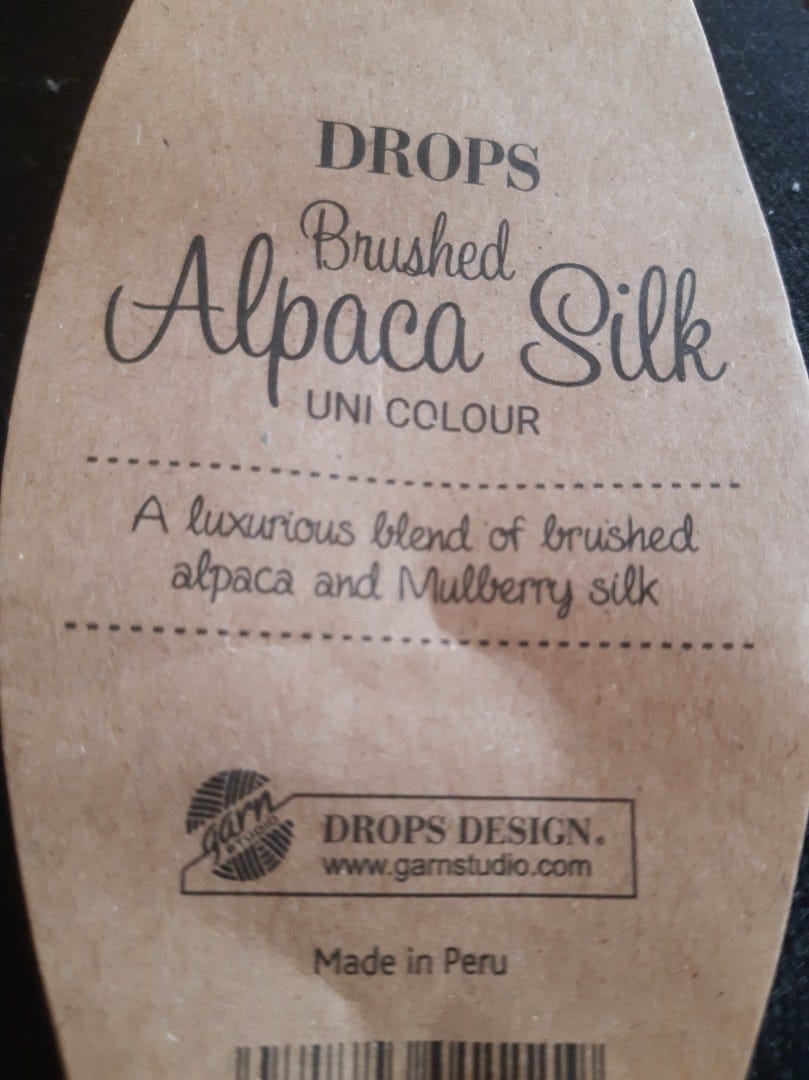 DROPS
Brushed
Alpaca Silk
UNI COLOUR
A luxurious blend of brushed
alpaca and Mulberry silk
garn
STUDIO
DROPS DESIGN®
www.garnstudio.com
Made in Peru